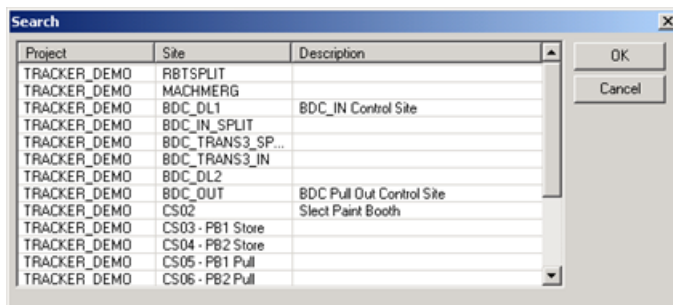 Search
Project Site Description
TRACKER_DEMO RBTSPLIT
TRACKER_DEMO MACHMERG
TRACKER_DEMO BDC_DL1 BDC_IN Control Site
TRACKER_DEMO BDC_IN_SPLIT
TRACKER_DEMO BDC_TRANS3_SP...
TRACKER_DEMO BDC_TRANS3_IN
TRACKER_DEMO BDC_DL2
TRACKER_DEMO BDC_OUT BDC Pull Out Control Site
TRACKER_DEMO CS02 Slect Paint Booth
TRACKER_DEMO CS03 - PB1 Store
TRACKER_DEMO CS04 - PB2 Store
TRACKER_DEMO CS05 - PB1 Pull
TRACKER_DEMO CS06 - PB2 Pull
OK
Cancel